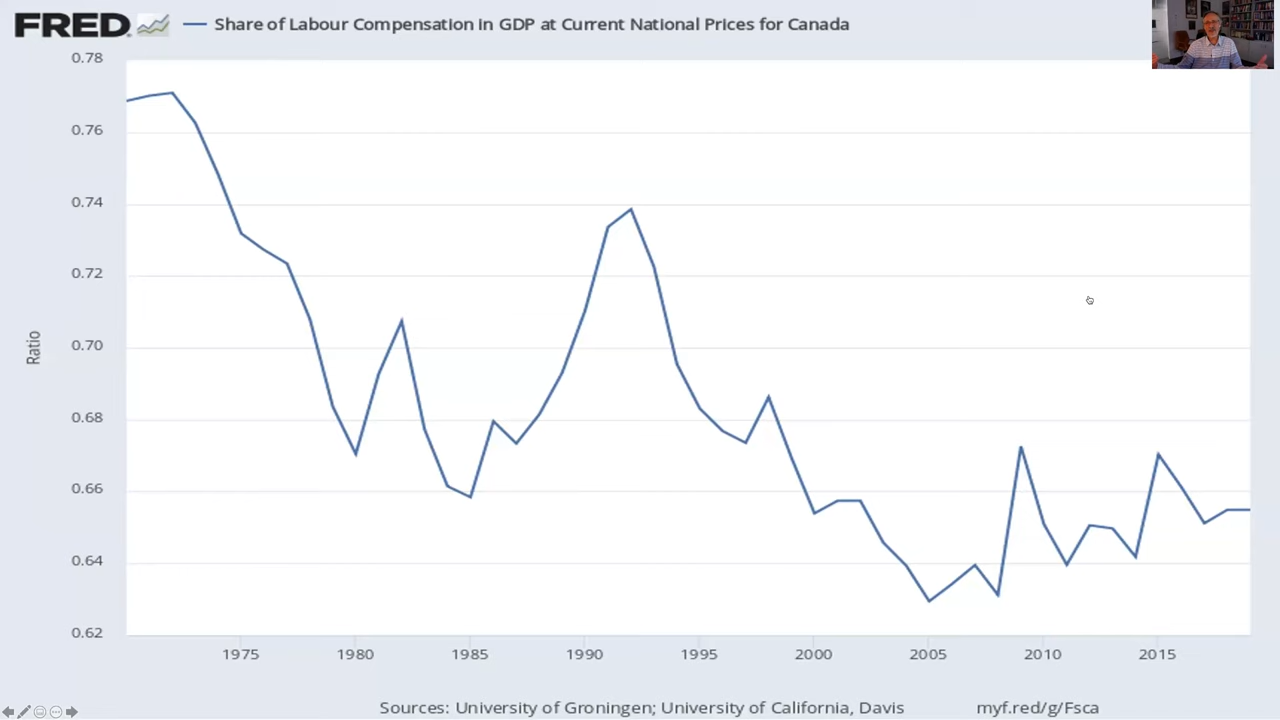 FRED
Share of Labour Compensation in GDP at Current National Prices for Canada
0.78
0.76
0.74
0.72
0.70
0.68
0.66
0.64
0.62
Ratio
1975 1980 1985 1990 1995 2000 2005 2010 2015
Sources: University of Groningen; University of California, Davis myf.red/g/Fsca